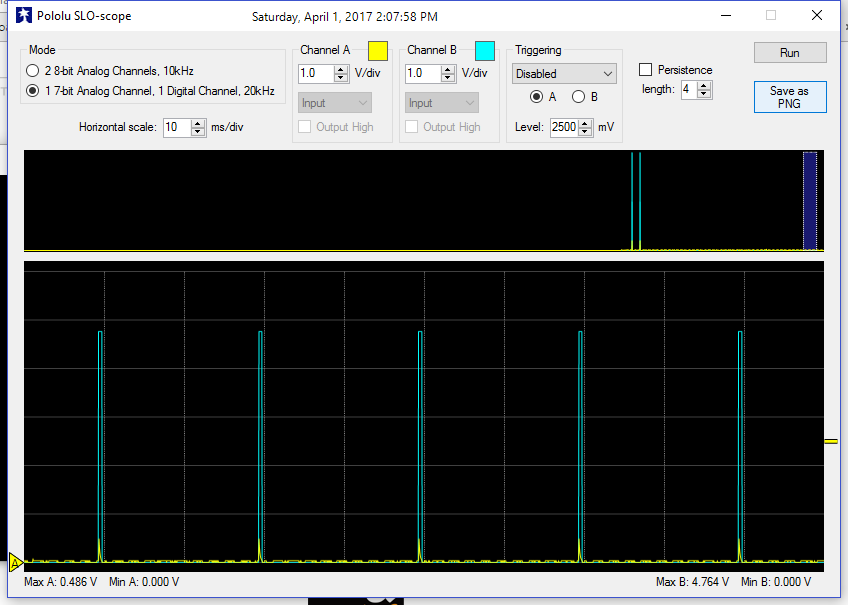 Pololu SLO-scope
Saturday, April 1, 2017 2:07:58 PM
Mode
2 8-bit Analog Channels, 10kHz
1 7-bit Analog Channel, 1 Digital Channel, 20kHz
Horizontal scale: 10 ms/div
Channel A
1.0 V/div
Input
Output High
Channel B
1.0 V/div
Input
Output High
Triggering
Disabled
A B
Level: 2500 mV
Persistence
length: 4
Run
Save as
PNG
A
Max A: 0.486 V Min A: 0.000 V
Max B: 4.764 V Min B: 0.000 V